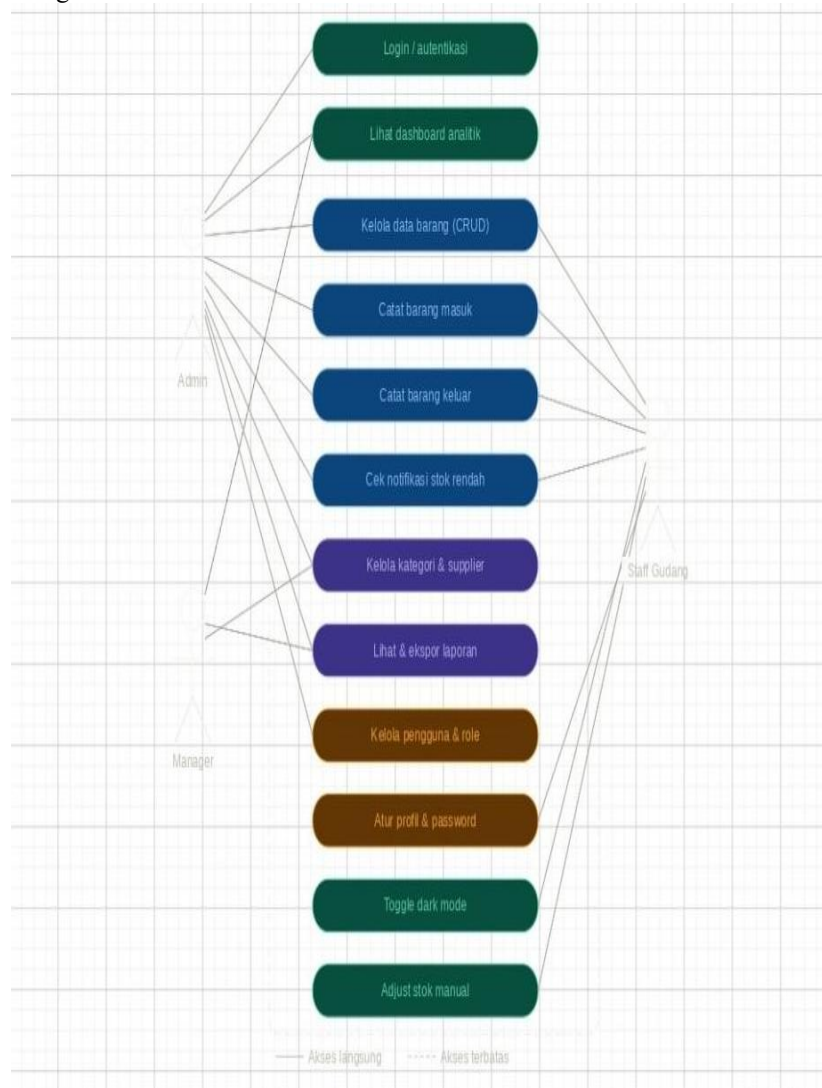 Login / autentikasi
Lihat dashboard analitik
Kelola data barang (CRUD)
Catat barang masuk
Admin
Catat barang keluar
Cek notifikasi stok rendah
Kelola kategori & supplier
Staff Gudang
Lihat & ekspor laporan
Kelola pengguna & role
Manager
Atur profil & password
Toggle dark mode
Adjust stok manual
Akses langsung
Akses terbatas